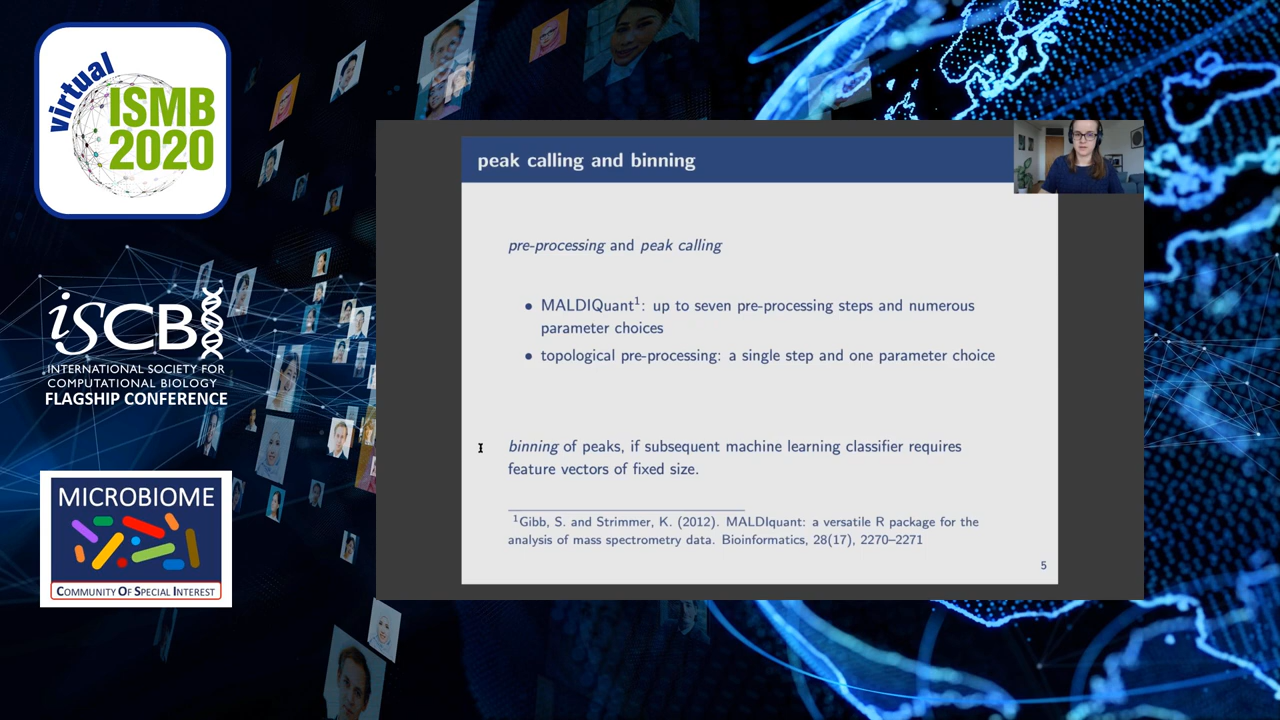 virtual
ISMB
2020
iSCB
INTERNATIONAL SOCIETY FOR
COMPUTATIONAL BIOLOGY
FLAGSHIP CONFERENCE
MICROBIOME
COMMUNITY OF SPECIAL INTEREST
peak calling and binning
pre-processing and peak calling
• MALDIQuant¹: up to seven pre-processing steps and numerous
parameter choices
• topological pre-processing: a single step and one parameter choice
binning of peaks, if subsequent machine learning classifier requires
feature vectors of fixed size.
¹Gibb, S. and Strimmer, K. (2012). MALDIquant: a versatile R package for the
analysis of mass spectrometry data. Bioinformatics, 28(17), 2270–2271
5